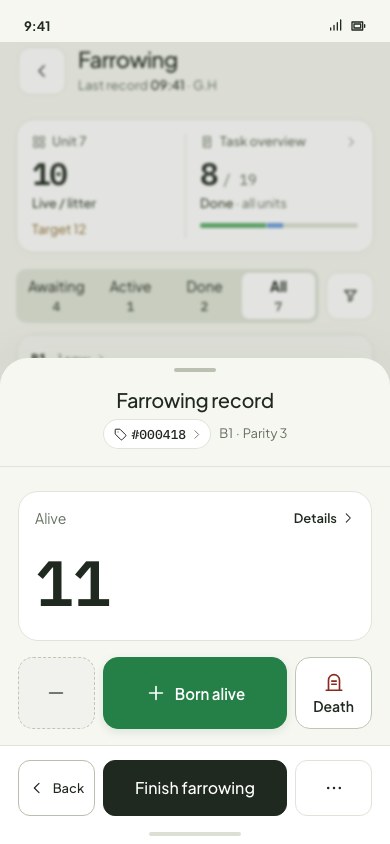 9:41
Farrowing
Last record 09:41 · G.H
Unit 7
Task overview
10
8 / 19
Live / litter
Done · all units
Target 12
Awaiting
4
Active
1
Done
2
All
7
B1
Farrowing record
#000418
B1 · Parity 3
Alive
Details
11
−
+ Born alive
Death
Back
Finish farrowing
...